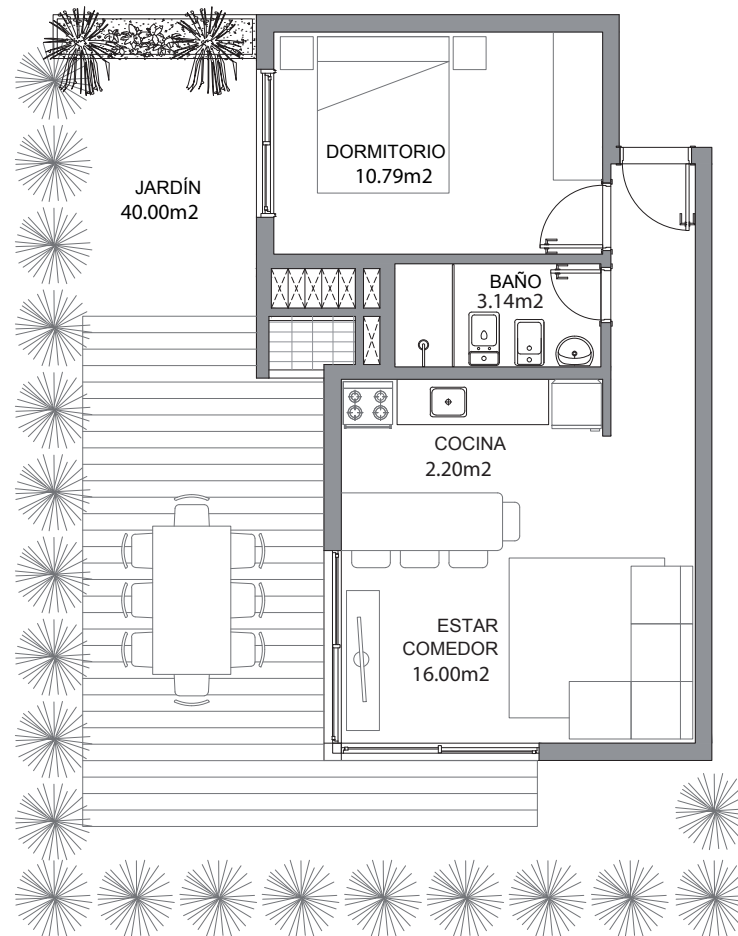 DORMITORIO
10.79m2
JARDÍN
40.00m2
BAÑO
3.14m2
COCINA
2.20m2
ESTAR
COMEDOR
16.00m2